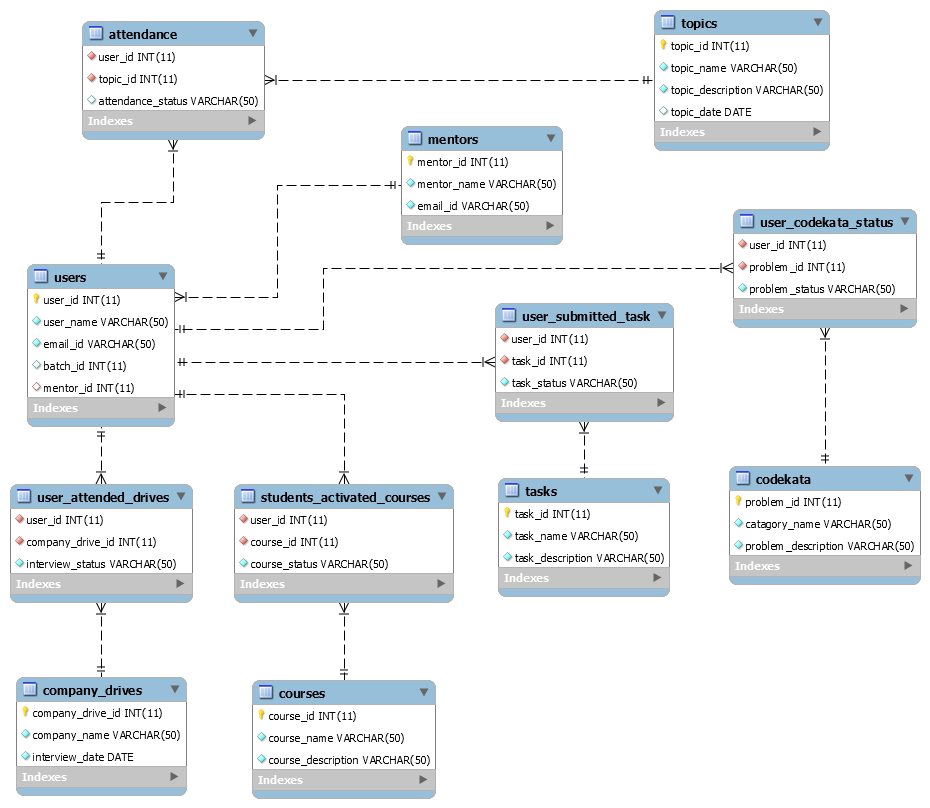 attendance
user_id INT(11)
topic_id INT(11)
attendance_status VARCHAR(50)
Indexes
topics
topic_id INT(11)
topic_name VARCHAR(50)
topic_description VARCHAR(50)
topic_date DATE
Indexes
mentors
mentor_id INT(11)
mentor_name VARCHAR(50)
email_id VARCHAR(50)
Indexes
user_codekata_status
user_id INT(11)
problem_id INT(11)
problem_status VARCHAR(50)
Indexes
users
user_id INT(11)
user_name VARCHAR(50)
email_id VARCHAR(50)
batch_id INT(11)
mentor_id INT(11)
Indexes
user_submitted_task
user_id INT(11)
task_id INT(11)
task_status VARCHAR(50)
Indexes
user_attended_drives
user_id INT(11)
company_drive_id INT(11)
interview_status VARCHAR(50)
Indexes
students_activated_courses
user_id INT(11)
course_id INT(11)
course_status VARCHAR(50)
Indexes
tasks
task_id INT(11)
task_name VARCHAR(50)
task_description VARCHAR(50)
Indexes
codekata
problem_id INT(11)
catagory_name VARCHAR(50)
problem_description VARCHAR(50)
Indexes
company_drives
company_drive_id INT(11)
company_name VARCHAR(50)
interview_date DATE
Indexes
courses
course_id INT(11)
course_name VARCHAR(50)
course_description VARCHAR(50)
Indexes